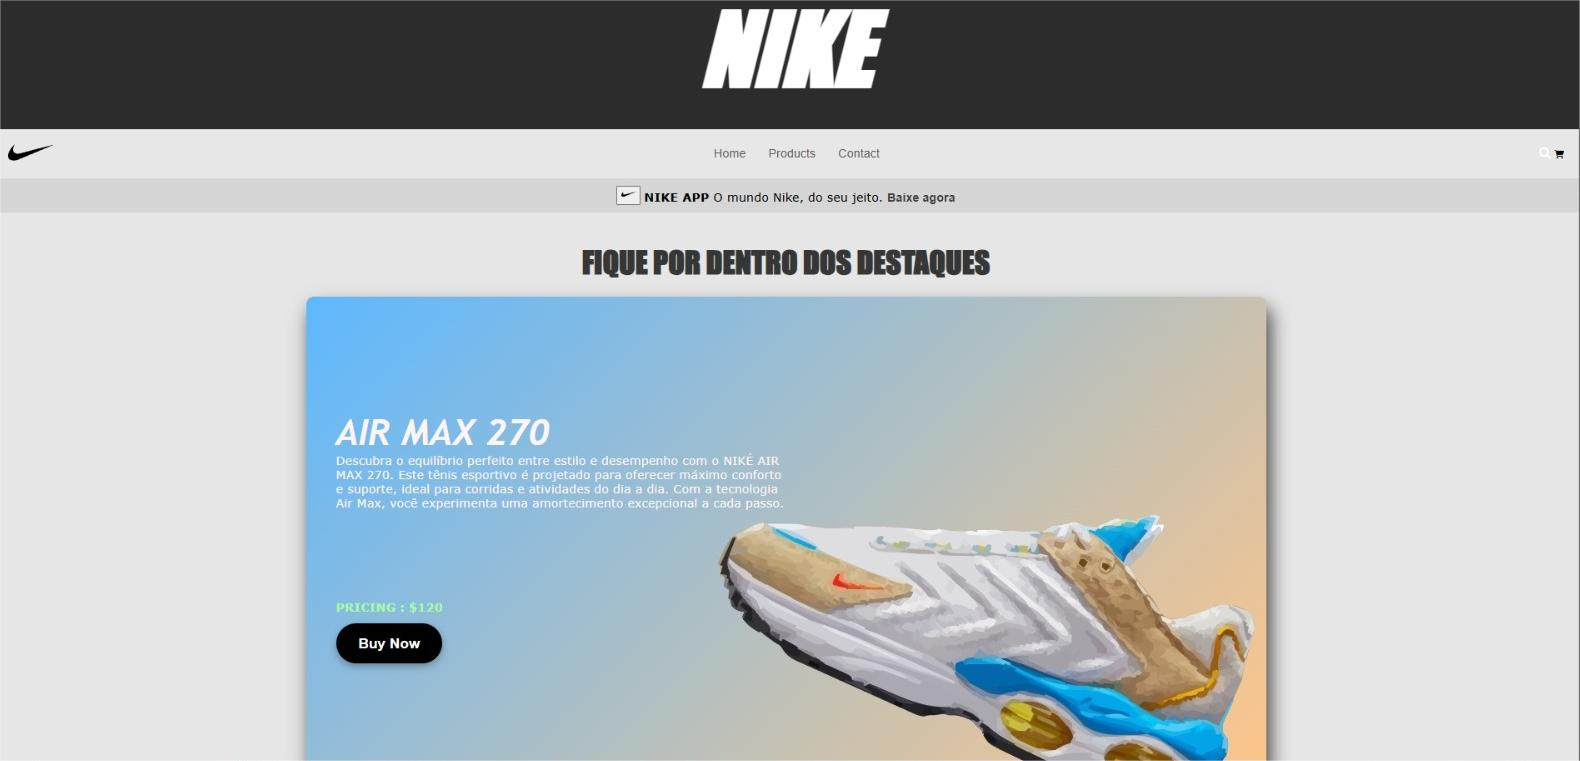 NIKE
Home Products Contact
NIKE APP O mundo Nike, do seu jeito. Baixe agora
FIQUE POR DENTRO DOS DESTAQUES
AIR MAX 270
Descubra o equilíbrio perfeito entre estilo e desempenho com o NIKÉ AIR
MAX 270. Este tênis esportivo é projetado para oferecer máximo conforto
e suporte, ideal para corridas e atividades do dia a dia. Com a tecnologia
Air Max, você experimenta uma amortecimento excepcional a cada passo.
PRICING : $120
Buy Now